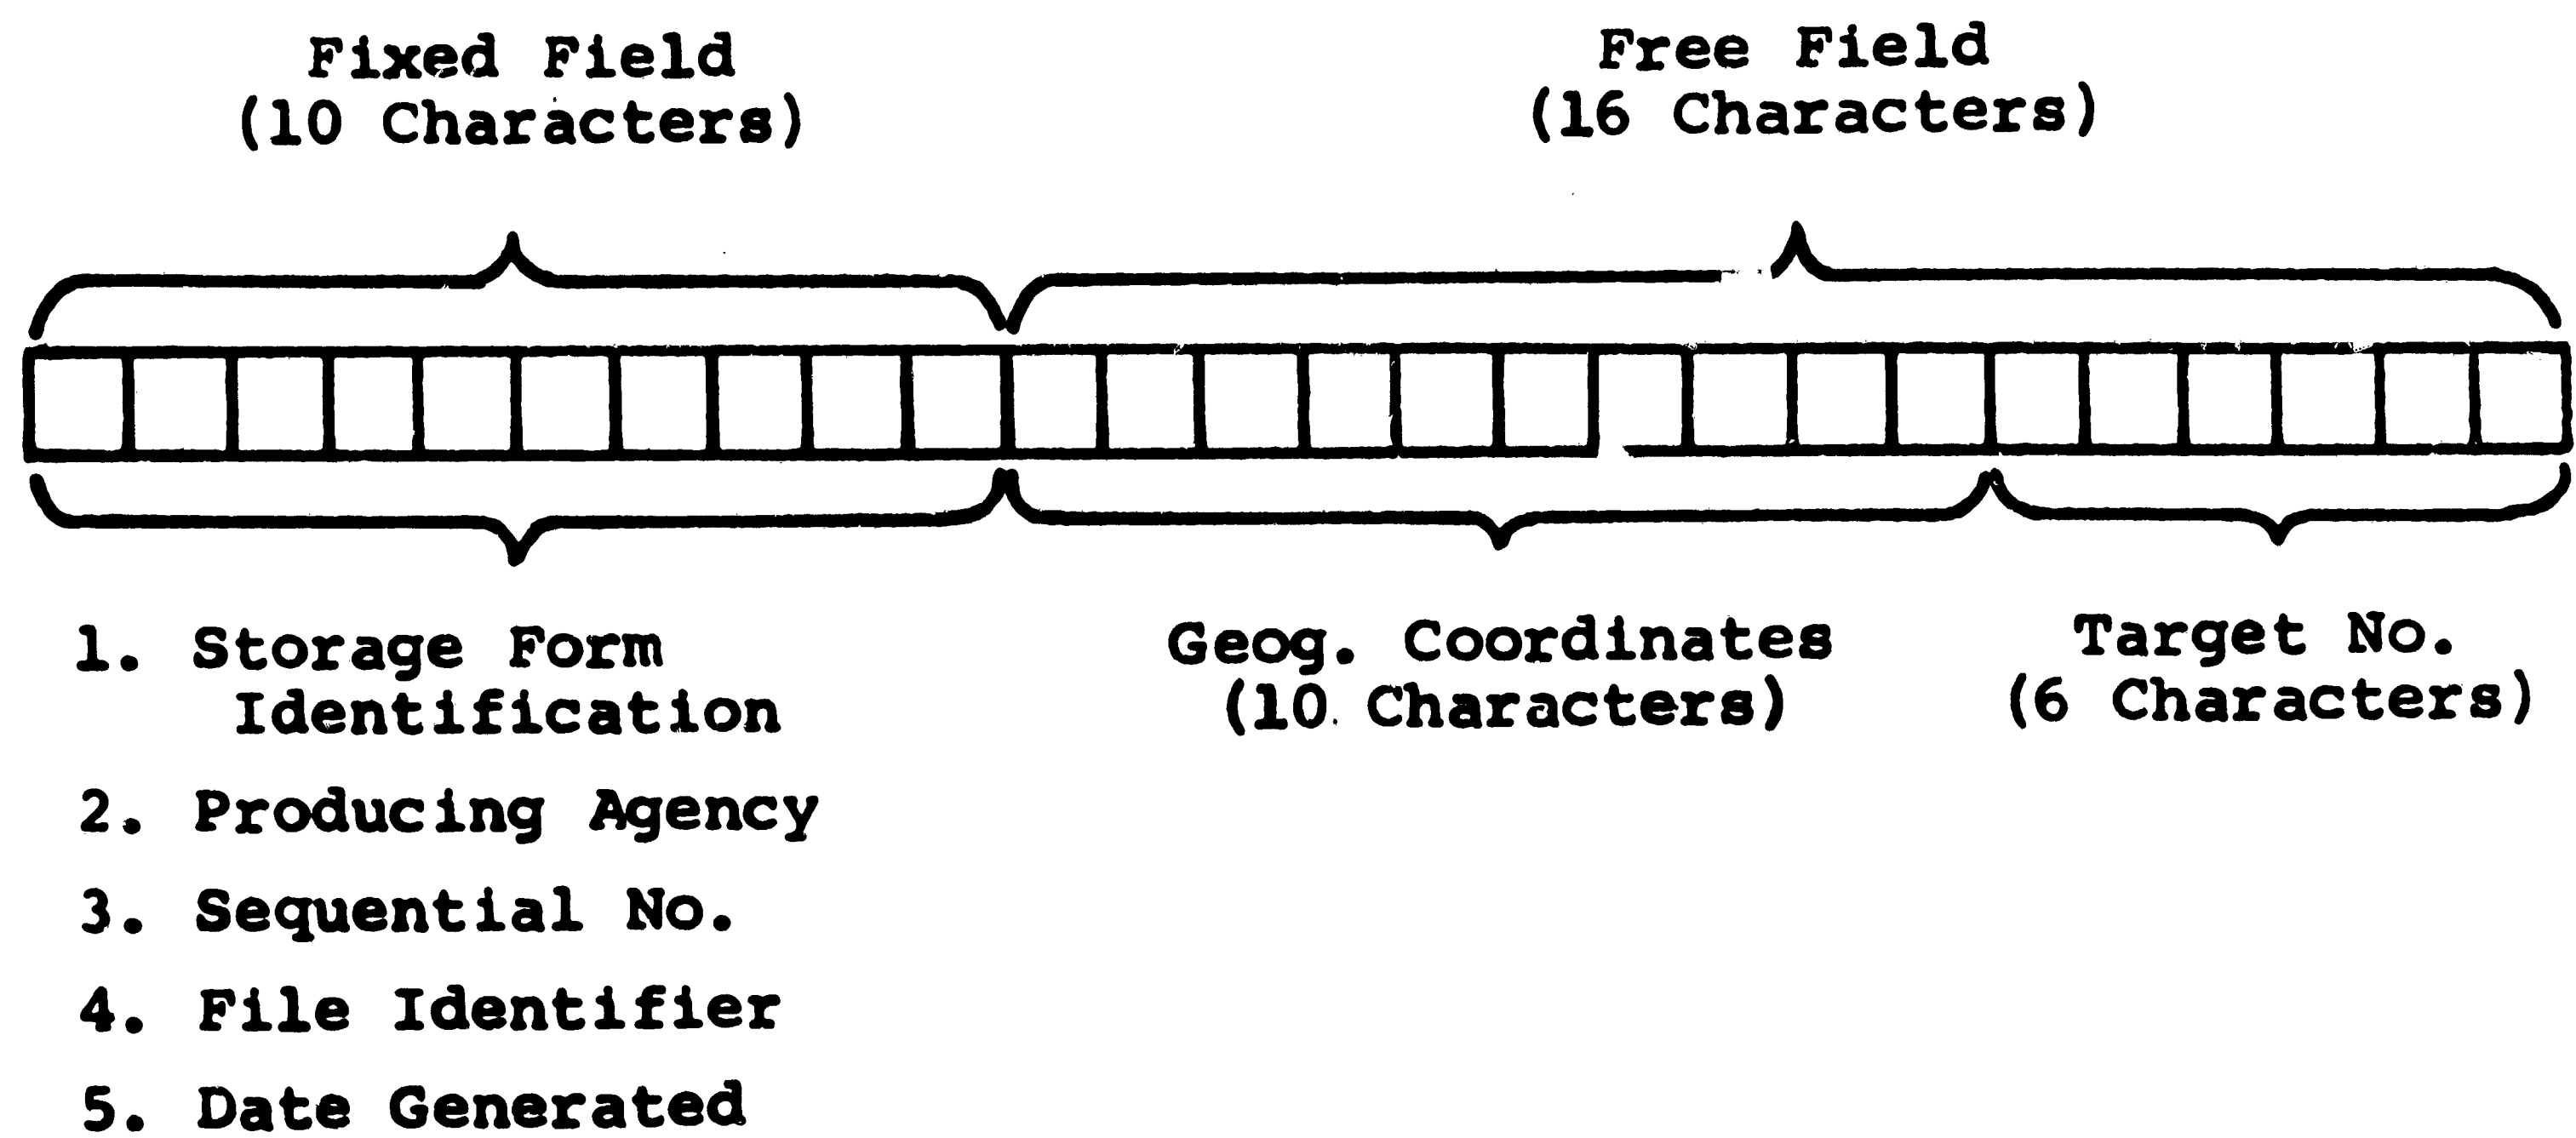 Fixed Field
(10 Characters)
Free Field
(16 Characters)
1. Storage Form
Identification
2. Producing Agency
3. Sequential No.
4. File Identifier
5. Date Generated
Geog. Coordinates
(10 Characters)
Target No.
(6 Characters)